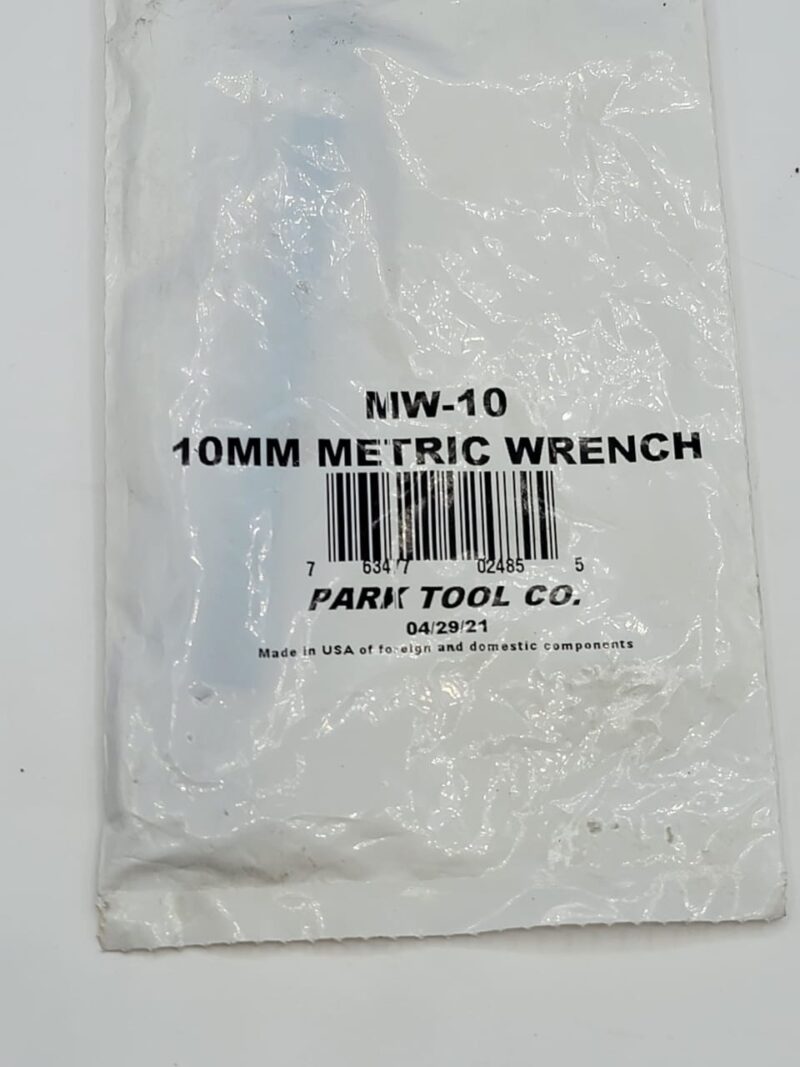 MW-10
10MM METRIC WRENCH
7 63477 02485 5
PARK TOOL CO.
04/29/21
Made in USA of foreign and domestic components